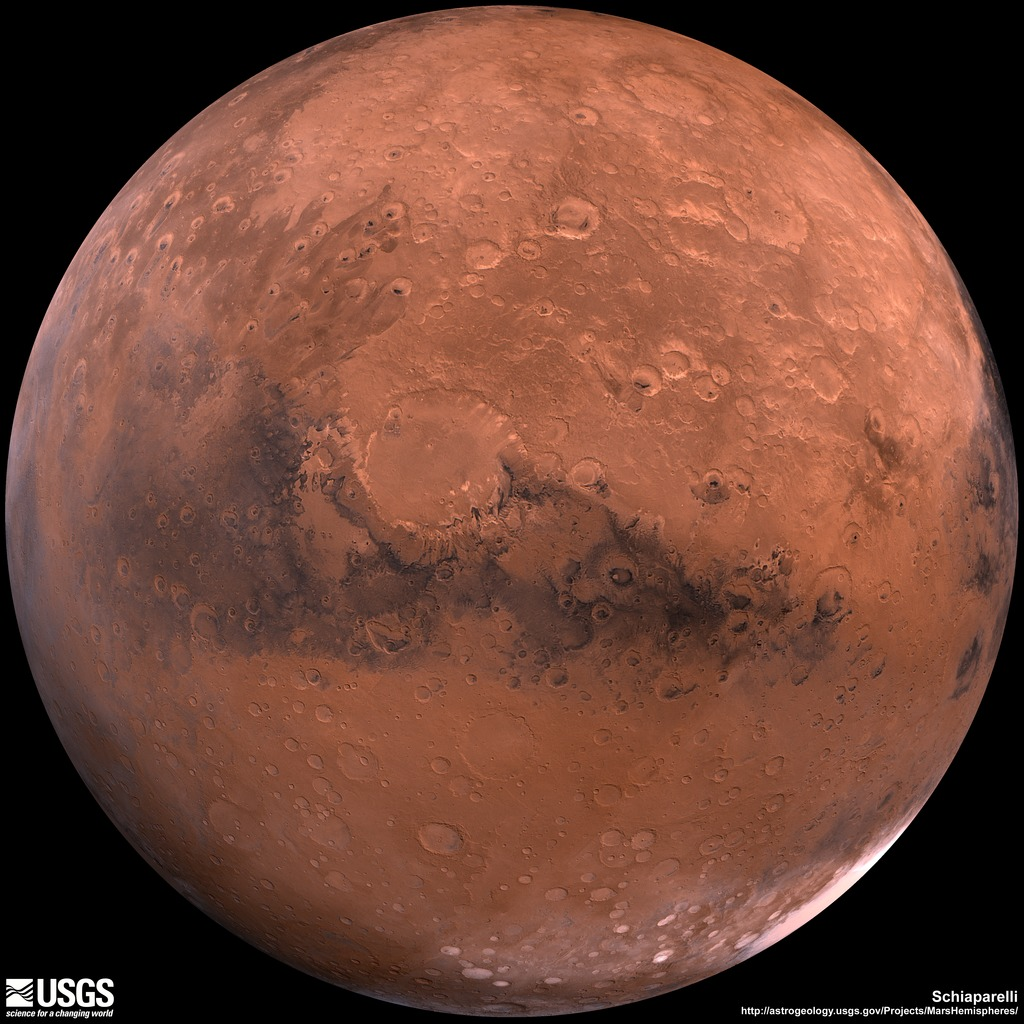 USGS
science for a changing world
Schiaparelli
http://astrogeology.usgs.gov/Projects/MarsHemispheres/